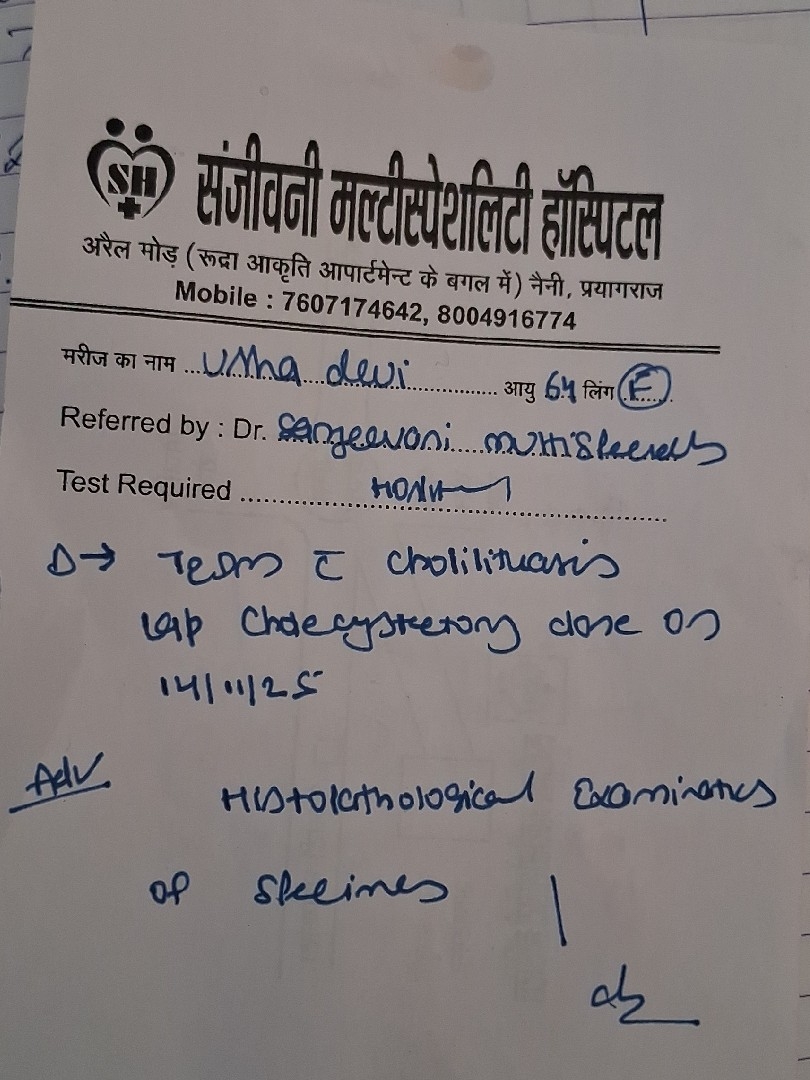 SH
संजीवनी मल्टीस्पेशलिटी हॉस्पिटल
अरैल मोड़ (रूद्रा आकृति आपार्टमेन्ट के बगल में) नैनी, प्रयागराज
Mobile : 7607174642, 8004916774
मरीज का नाम ... Usha devi ... आयु 64 लिंग F
Referred by : Dr. Sanjeevani
Test Required
Δ→ c̄ Cholilithiasis
Lap Cholecystectomy done on
14/11/25
Adv
Histopathological Examination
of